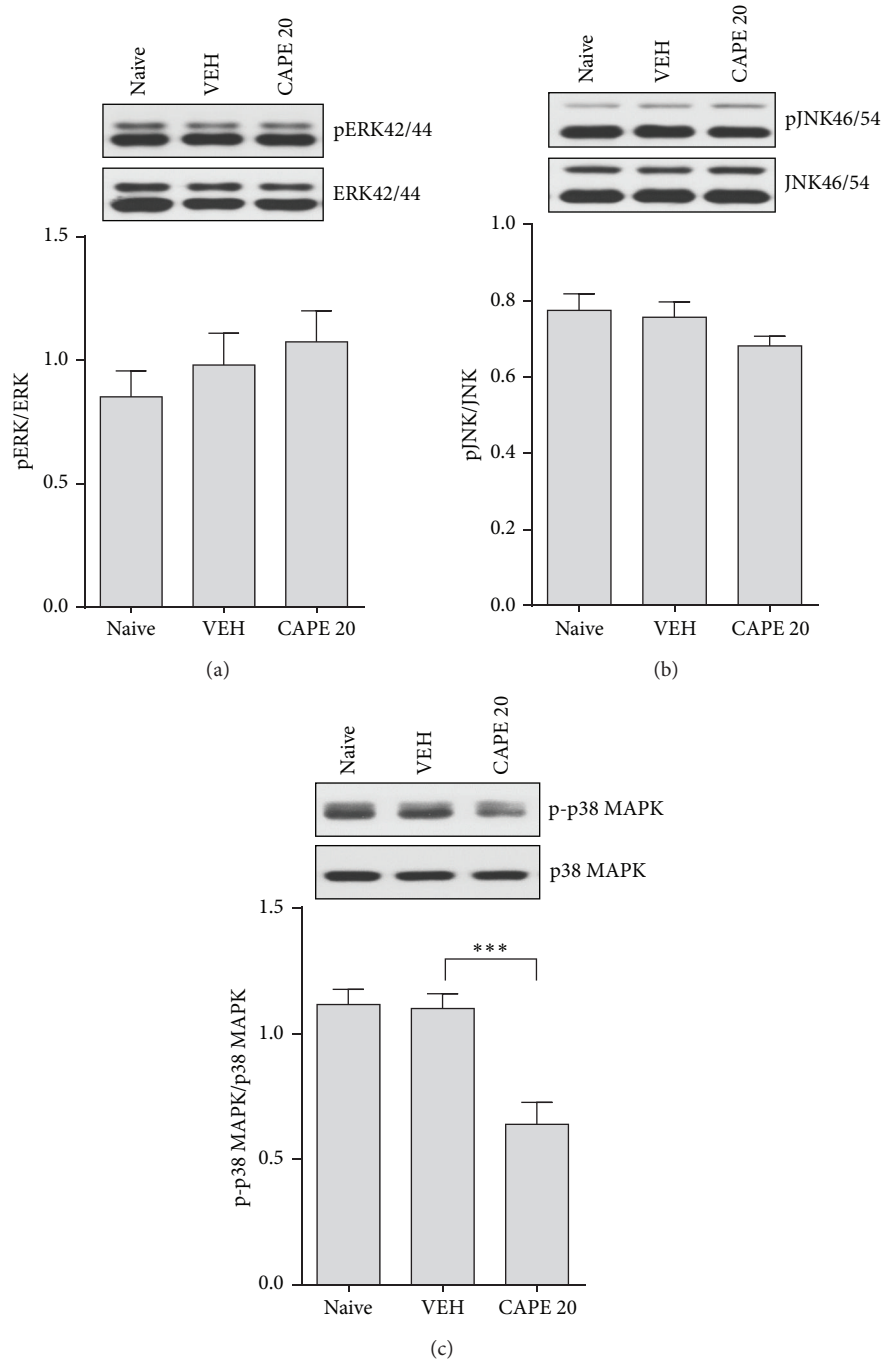 Naive
VEH
CAPE 20
pERK42/44
ERK42/44
1.5
1.0
0.5
0.0
pERK/ERK
Naive VEH CAPE 20
(a)
Naive
VEH
CAPE 20
pJNK46/54
JNK46/54
1.0
0.8
0.6
0.4
0.2
0.0
pJNK/JNK
Naive VEH CAPE 20
(b)
Naive
VEH
CAPE 20
p-p38 MAPK
p38 MAPK
1.5
***
1.0
0.5
0.0
p-p38 MAPK/p38 MAPK
Naive VEH CAPE 20
(c)